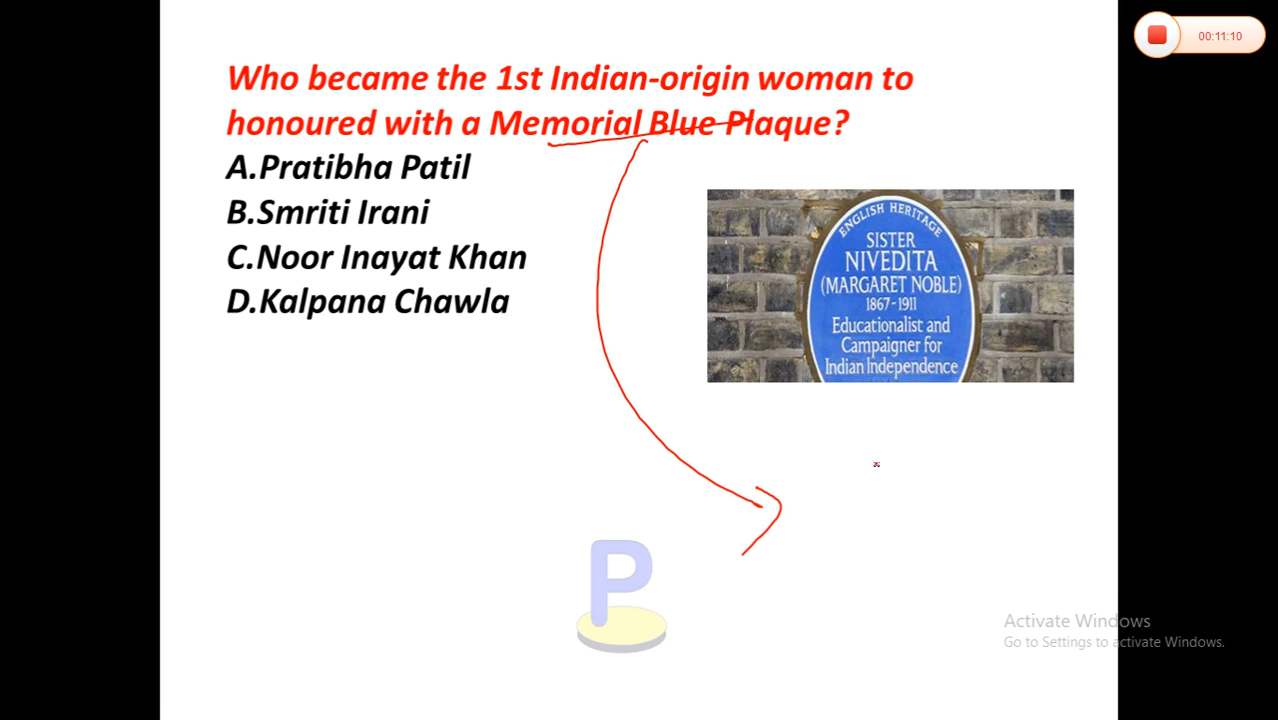 00:11:10
Who became the 1st Indian-origin woman to
honoured with a Memorial Blue Plaque?
A.Pratibha Patil
B.Smriti Irani
C.Noor Inayat Khan
D.Kalpana Chawla
ENGLISH HERITAGE
SISTER
NIVEDITA
(MARGARET NOBLE)
1867-1911
Educationalist and
Campaigner for
Indian Independence
P
Activate Windows
Go to Settings to activate Windows.